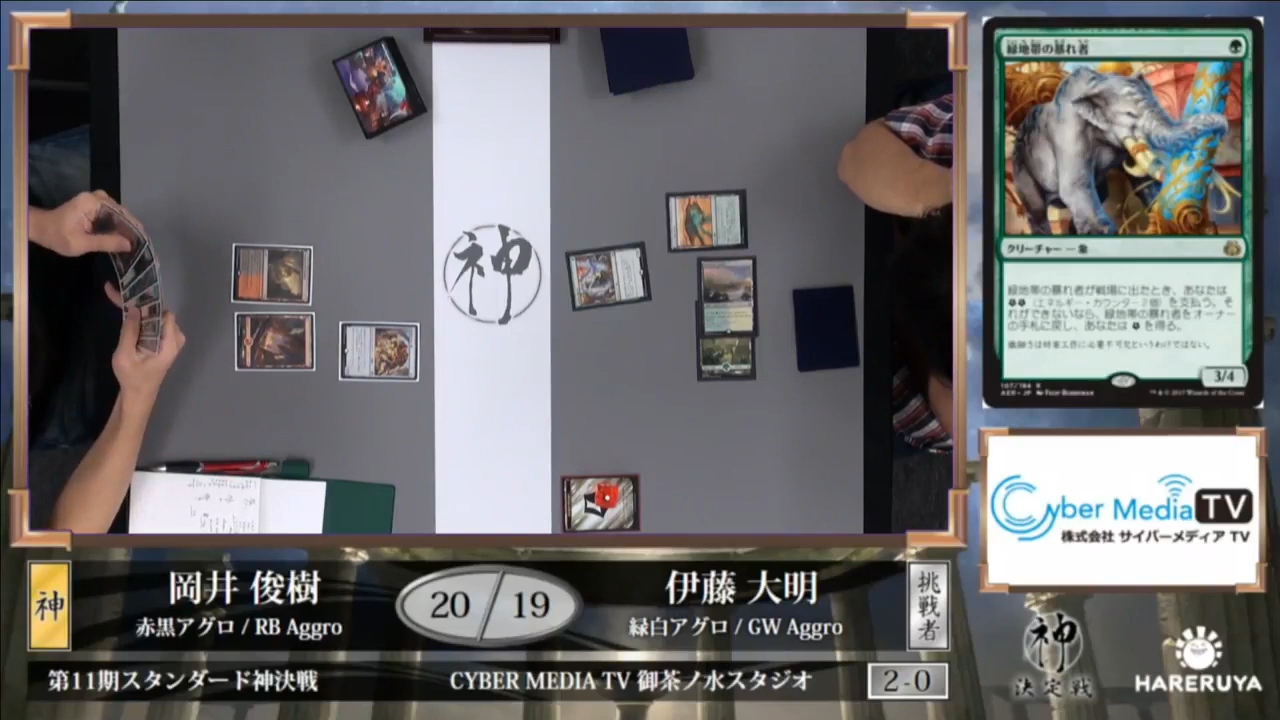 神
緑地帯の暴れ者
クリーチャー — 象
緑地帯の暴れ者が戦場に出たとき、あなたは
(エネルギー・カウンター2個)を支払う。そ
れができないなら、緑地帯の暴れ者をオーナー
の手札に戻し、あなたは を得る。
3/4
Cyber Media TV
株式会社 サイバーメディア TV
神
岡井 俊樹
赤黒アグロ / RB Aggro
20 / 19
伊藤 大明
緑白アグロ / GW Aggro
挑戦者
第11期スタンダード神決戦
CYBER MEDIA TV 御茶ノ水スタジオ
2-0
神
決定戦
HARERUYA